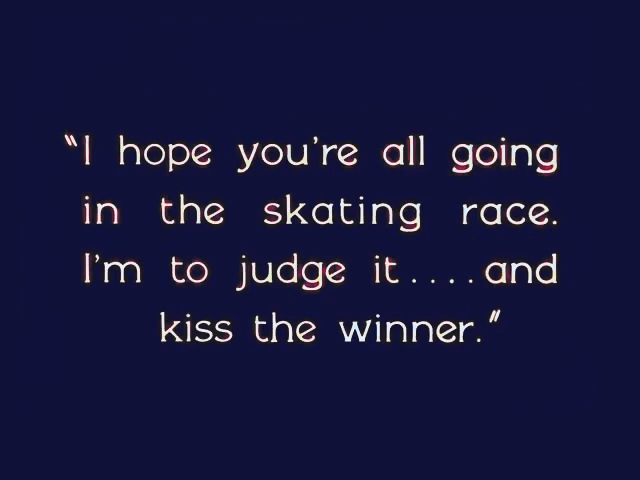 “I hope you're all going
in the skating race.
I'm to judge it....and
kiss the winner.”